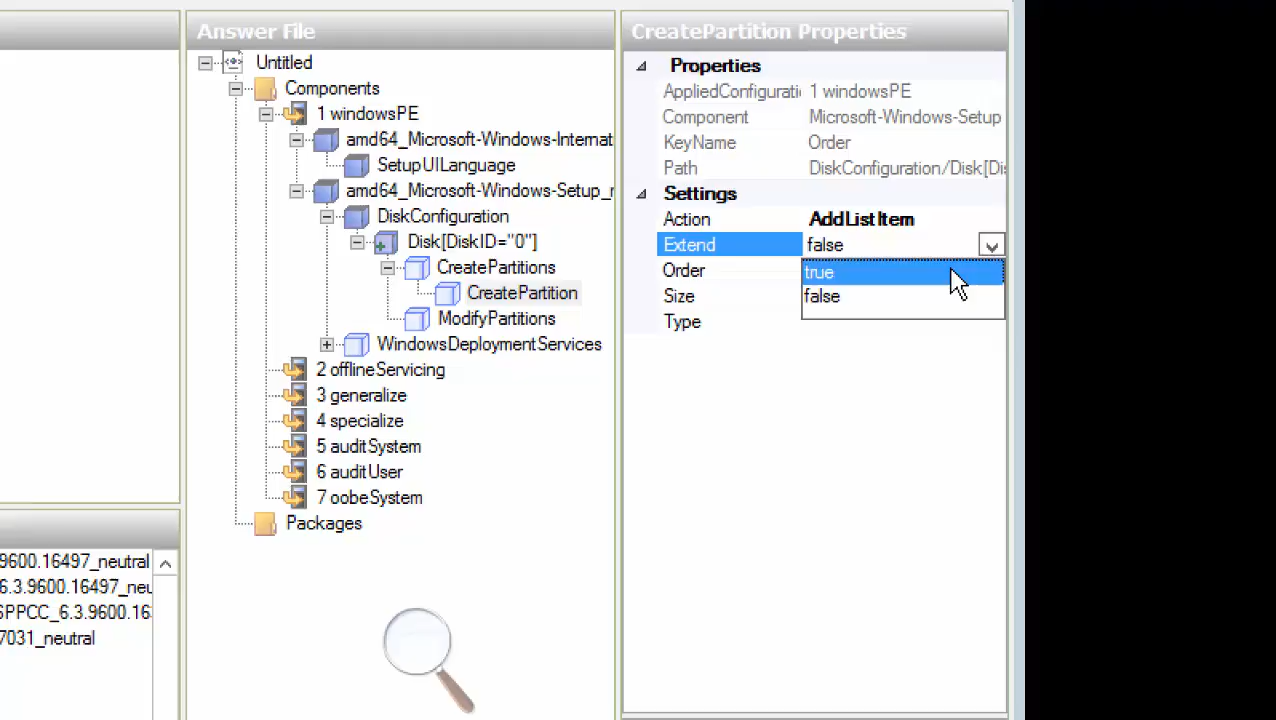 Answer File
Untitled
Components
1 windowsPE
amd64_Microsoft-Windows-Internat
SetupUILanguage
amd64_Microsoft-Windows-Setup_
DiskConfiguration
Disk[DiskID="0"]
CreatePartitions
CreatePartition
ModifyPartitions
WindowsDeploymentServices
2 offlineServicing
3 generalize
4 specialize
5 auditSystem
6 auditUser
7 oobeSystem
Packages
CreatePartition Properties
Properties
AppliedConfigurati 1 windowsPE
Component Microsoft-Windows-Setup
KeyName Order
Path DiskConfiguration/Disk[Di
Settings
Action AddListItem
Extend false
true
Order
Size false
Type
9600.16497_neutral
6.3.9600.16497_neu
SPPCC_6.3.9600.16
7031_neutral